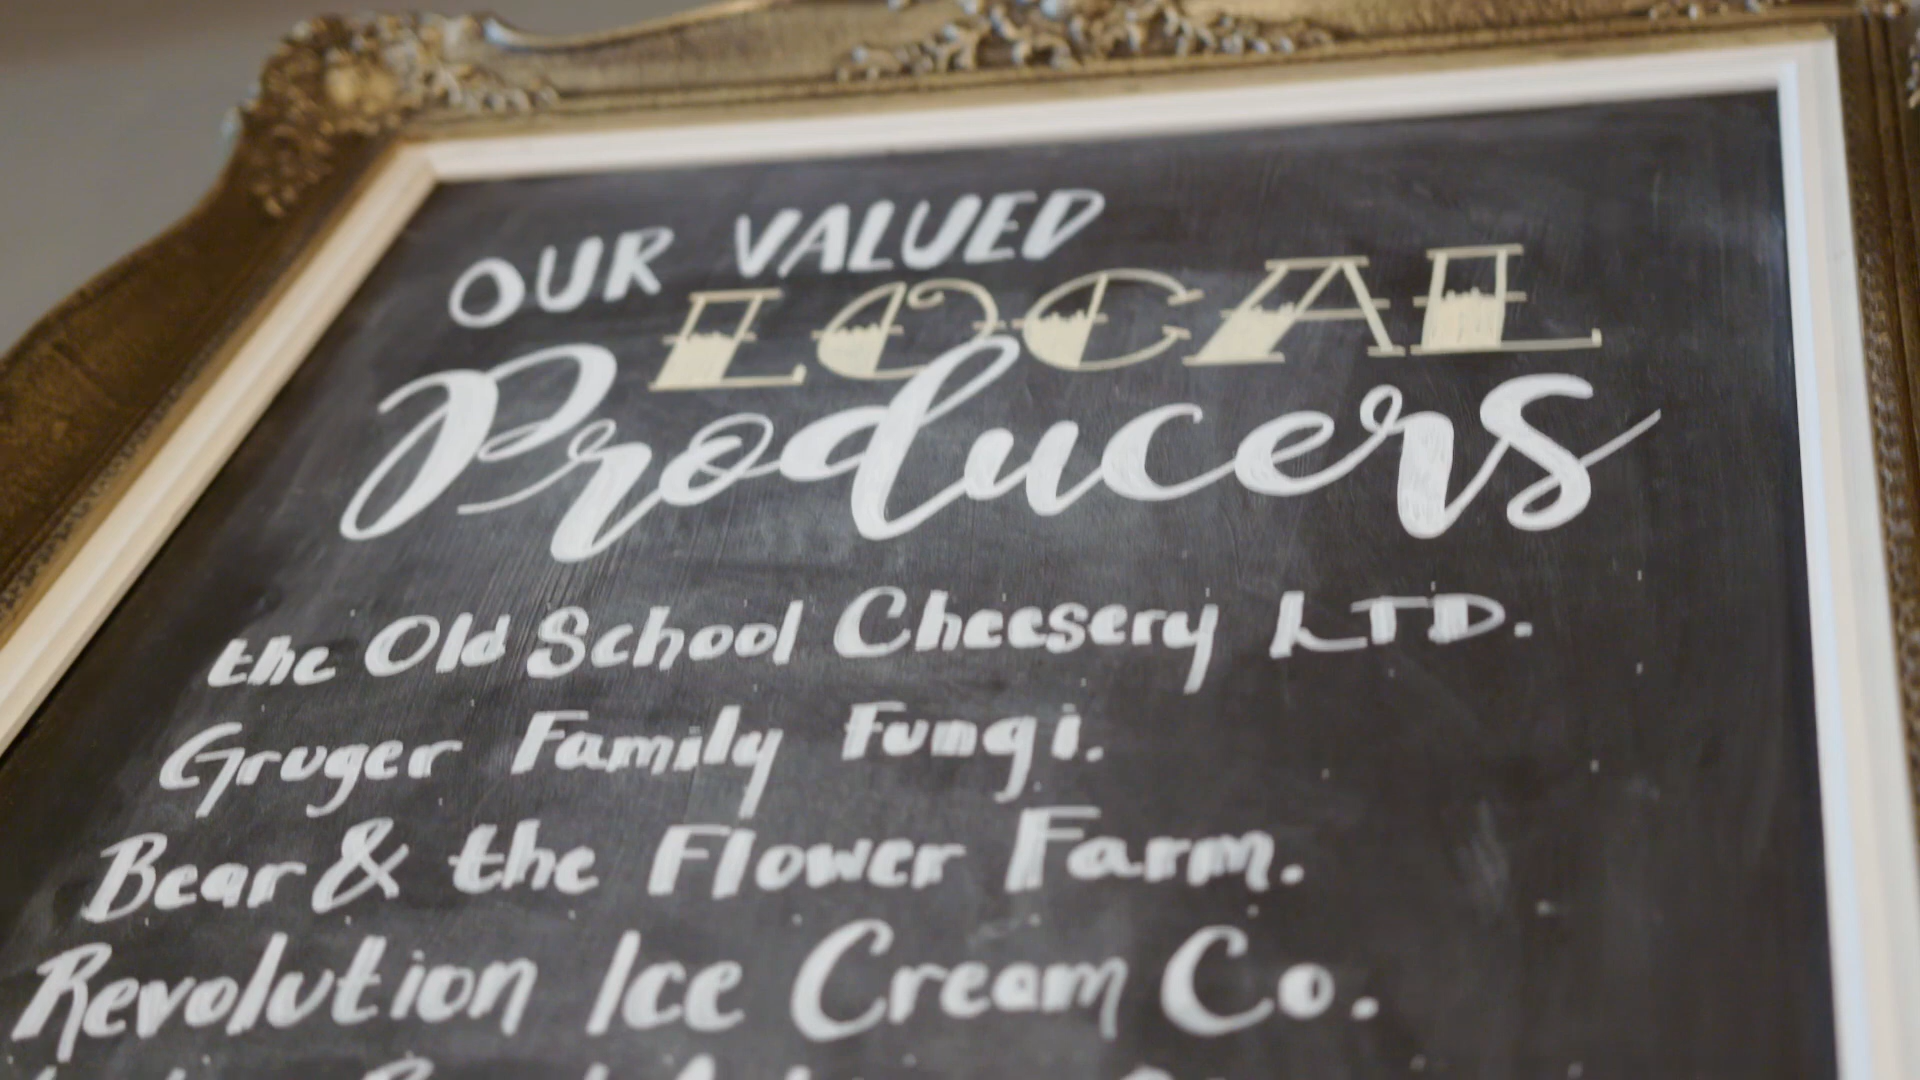 OUR VALUED
LOCAL
Producers
the Old School Cheesery LTD.
Gruger Family Fungi.
Bear & the Flower Farm.
Revolution Ice Cream Co.